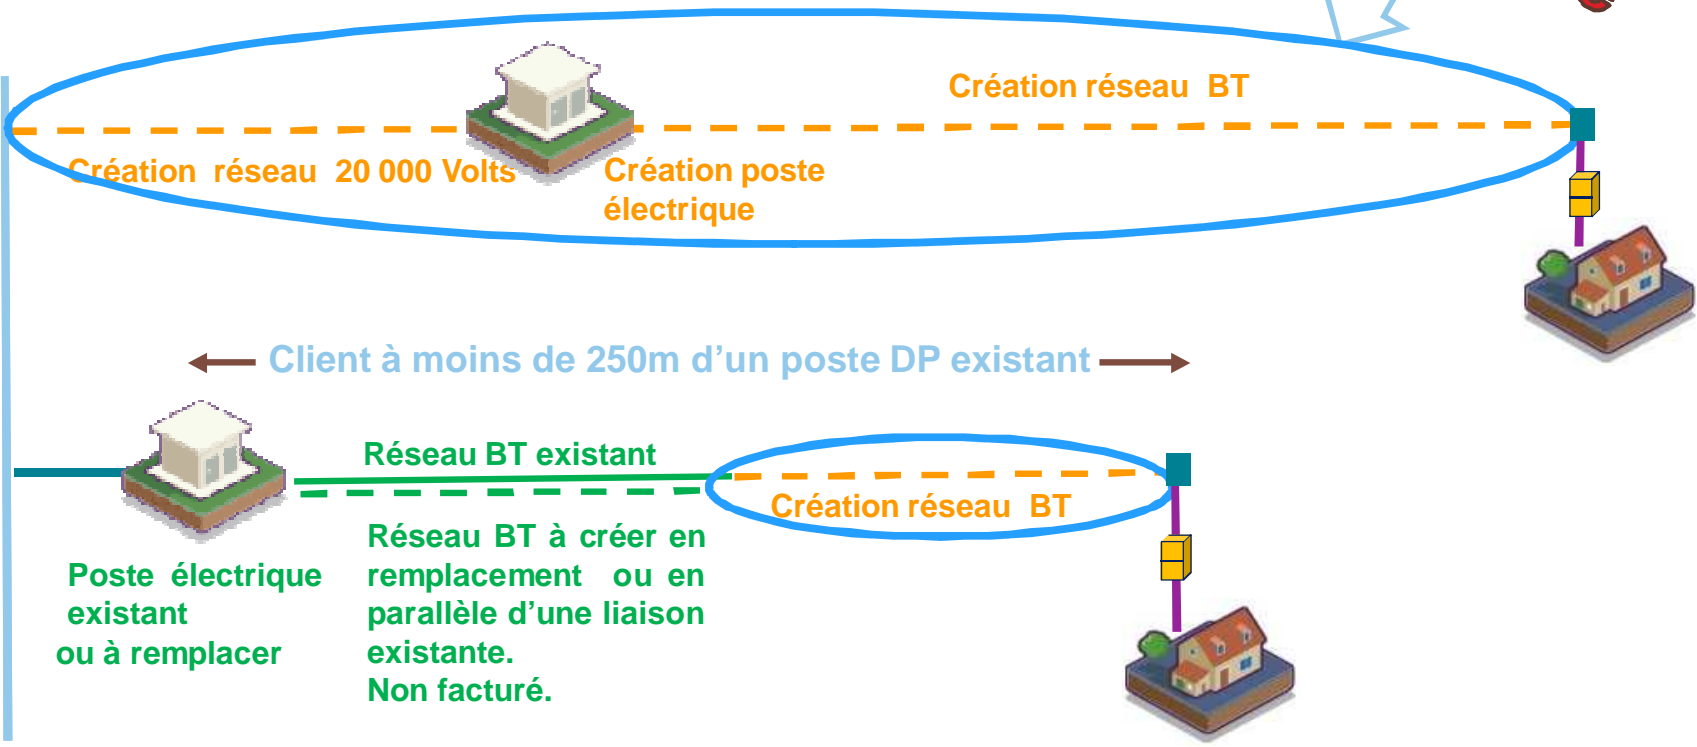 Création réseau BT
Création réseau 20 000 Volts
Création poste
électrique
Client à moins de 250m d’un poste DP existant
Réseau BT existant
Création réseau BT
Poste électrique
existant
ou à remplacer
Réseau BT à créer en
remplacement ou en
parallèle d’une liaison
existante.
Non facturé.